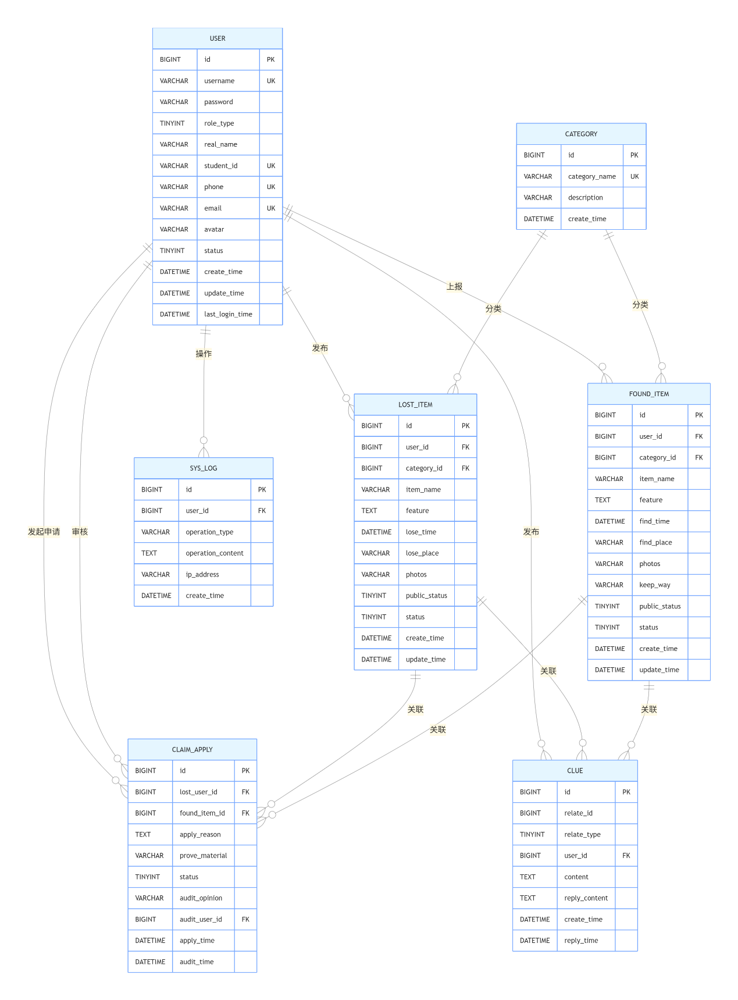 USER
BIGINT id PK
VARCHAR username UK
VARCHAR password
TINYINT role_type
VARCHAR real_name
VARCHAR student_id UK
VARCHAR phone UK
VARCHAR email UK
VARCHAR avatar
TINYINT status
DATETIME create_time
DATETIME update_time
DATETIME last_login_time
CATEGORY
BIGINT id PK
VARCHAR category_name UK
VARCHAR description
DATETIME create_time
上报
分类
分类
操作
发布
LOST_ITEM
BIGINT id PK
BIGINT user_id FK
BIGINT category_id FK
VARCHAR item_name
TEXT feature
DATETIME lose_time
VARCHAR lose_place
VARCHAR photos
TINYINT public_status
TINYINT status
DATETIME create_time
DATETIME update_time
FOUND_ITEM
BIGINT id PK
BIGINT user_id FK
BIGINT category_id FK
VARCHAR item_name
TEXT feature
DATETIME find_time
VARCHAR find_place
VARCHAR photos
VARCHAR keep_way
TINYINT public_status
TINYINT status
DATETIME create_time
DATETIME update_time
SYS_LOG
BIGINT id PK
BIGINT user_id FK
VARCHAR operation_type
TEXT operation_content
VARCHAR ip_address
DATETIME create_time
发起申请
审核
发布
关联
关联
关联
关联
CLAIM_APPLY
BIGINT id PK
BIGINT lost_user_id FK
BIGINT found_item_id FK
TEXT apply_reason
VARCHAR prove_material
TINYINT status
VARCHAR audit_opinion
BIGINT audit_user_id FK
DATETIME apply_time
DATETIME audit_time
CLUE
BIGINT id PK
BIGINT relate_id
TINYINT relate_type
BIGINT user_id FK
TEXT content
TEXT reply_content
DATETIME create_time
DATETIME reply_time